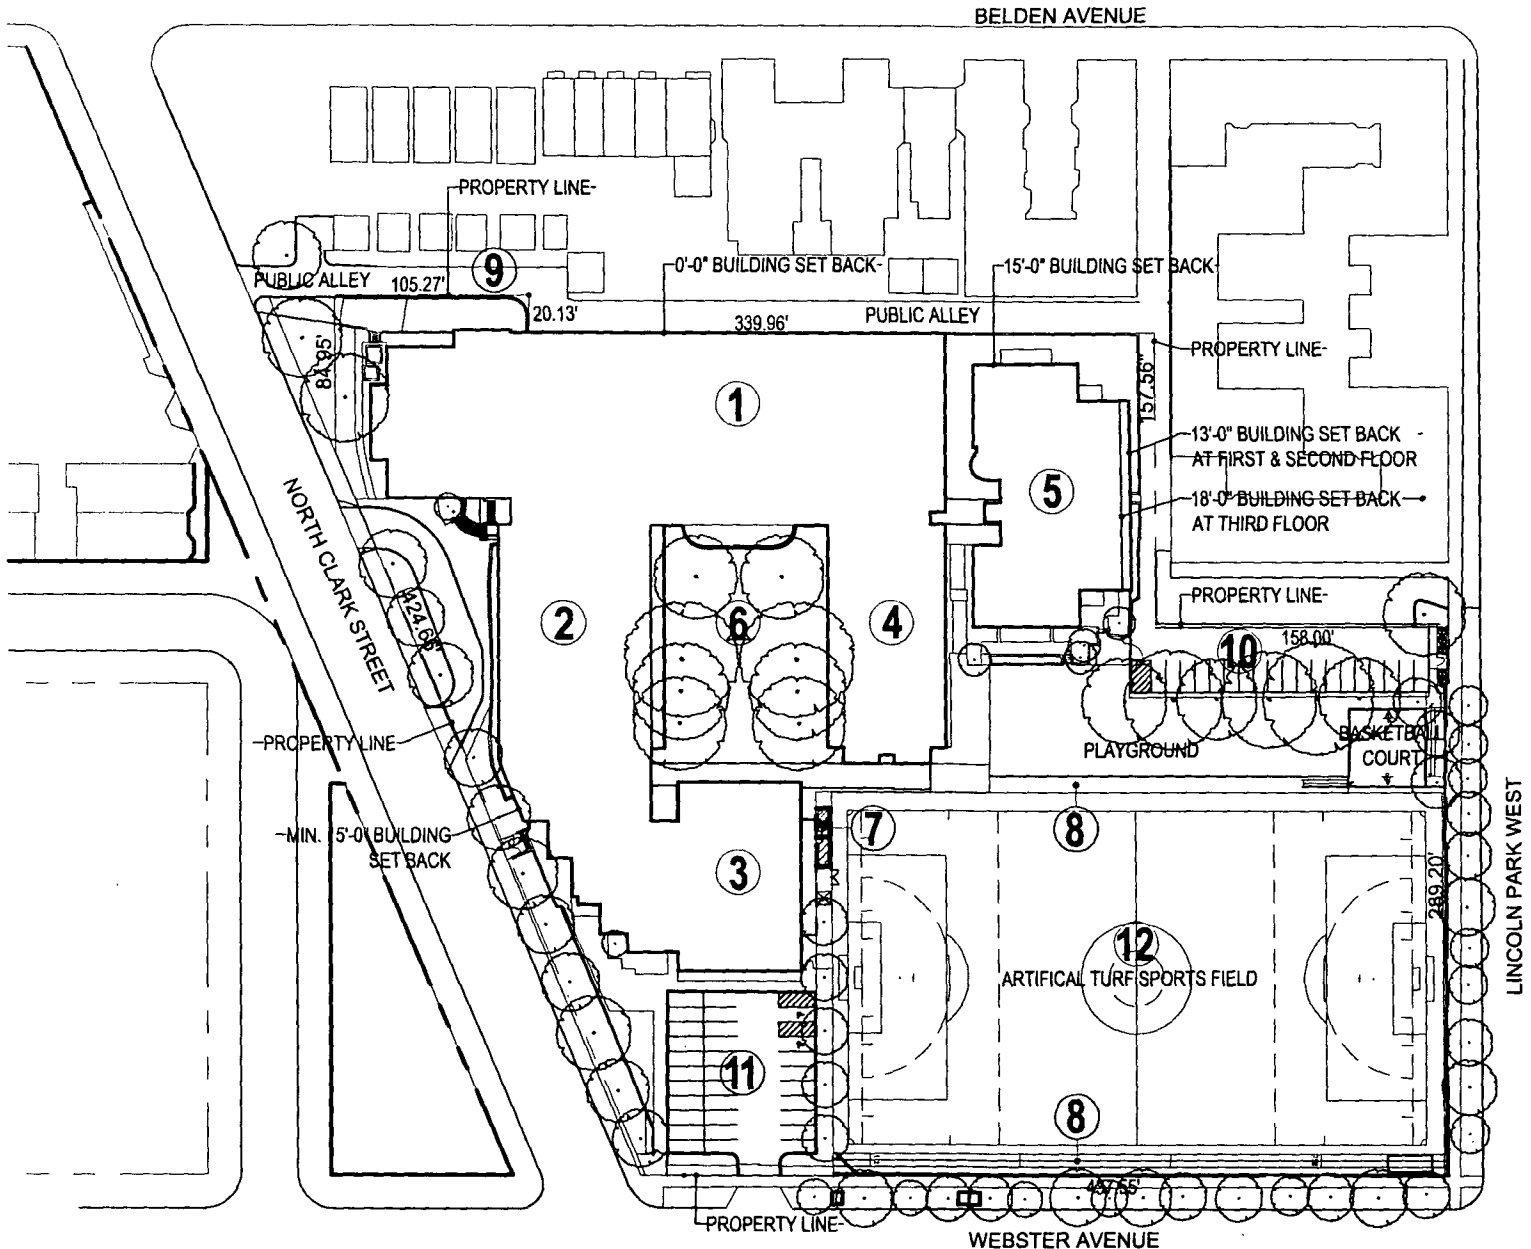 BELDEN AVENUE
PROPERTY LINE-
9
PUBLIC ALLEY
105.27'
0'-0" BUILDING SET BACK-
15'-0" BUILDING SET BACK-
20.13'
339.96'
PUBLIC ALLEY
84.95'
PROPERTY LINE-
157.56"
1
13'-0" BUILDING SET BACK -
AT FIRST & SECOND FLOOR
5
18'-0" BUILDING SET BACK
AT THIRD FLOOR
NORTH CLARK STREET
424.66'
2
6
4
PROPERTY LINE-
158.00'
10
-PROPERTY LINE
PLAYGROUND
BASKETBALL
COURT
-MIN. 5'-0" BUILDING
SET BACK
7
8
3
289.20'
LINCOLN PARK WEST
12
ARTIFICAL TURF SPORTS FIELD
11
8
PROPERTY LINE-
WEBSTER AVENUE